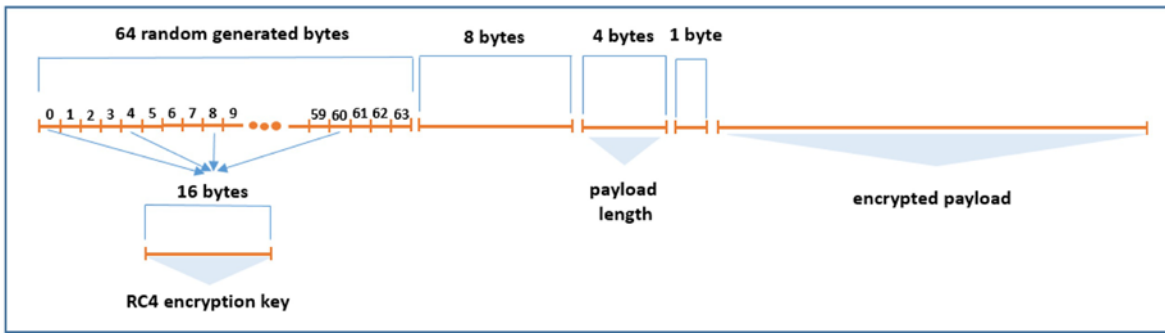 64 random generated bytes
8 bytes
4 bytes
1 byte
0 1 2 3 4 5 6 7 8 9 59 60 61 62 63
16 bytes
payload
length
encrypted payload
RC4 encryption key